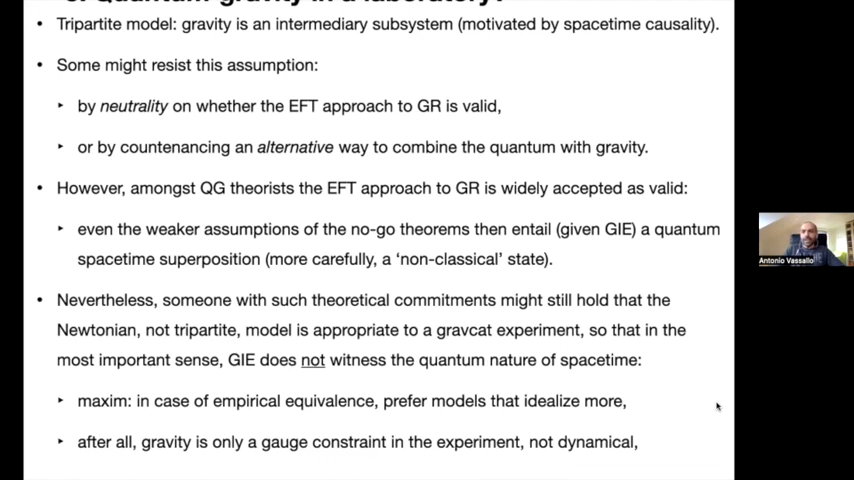 Quantum gravity in a laboratory?
• Tripartite model: gravity is an intermediary subsystem (motivated by spacetime causality).
• Some might resist this assumption:
‣ by neutrality on whether the EFT approach to GR is valid,
‣ or by countenancing an alternative way to combine the quantum with gravity.
• However, amongst QG theorists the EFT approach to GR is widely accepted as valid:
‣ even the weaker assumptions of the no-go theorems then entail (given GIE) a quantum
spacetime superposition (more carefully, a ‘non-classical’ state).
• Nevertheless, someone with such theoretical commitments might still hold that the
Newtonian, not tripartite, model is appropriate to a gravcat experiment, so that in the
most important sense, GIE does not witness the quantum nature of spacetime:
‣ maxim: in case of empirical equivalence, prefer models that idealize more,
‣ after all, gravity is only a gauge constraint in the experiment, not dynamical,
Antonio Vassallo